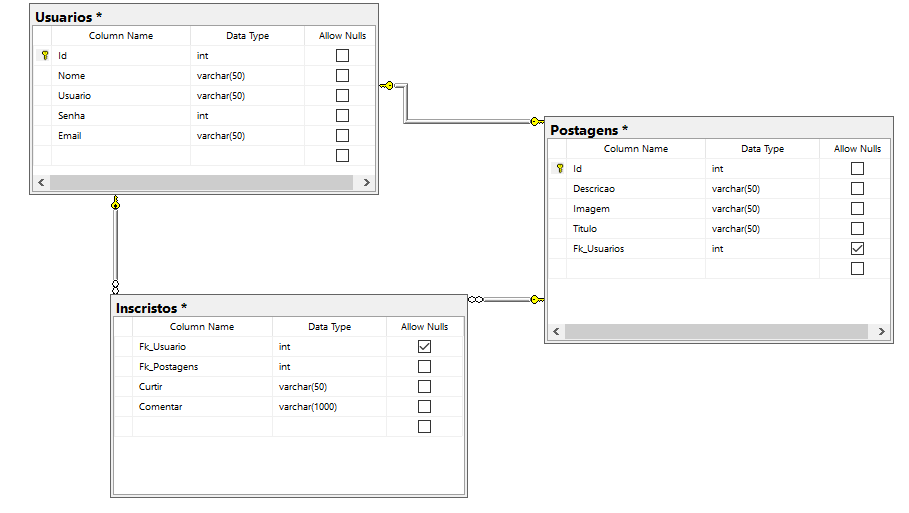 Usuarios *
Column Name Data Type Allow Nulls
Id int
Nome varchar(50)
Usuario varchar(50)
Senha int
Email varchar(50)
Postagens *
Column Name Data Type Allow Nulls
Id int
Descricao varchar(50)
Imagem varchar(50)
Titulo varchar(50)
Fk_Usuarios int
Inscristos *
Column Name Data Type Allow Nulls
Fk_Usuario int
Fk_Postagens int
Curtir varchar(50)
Comentar varchar(1000)